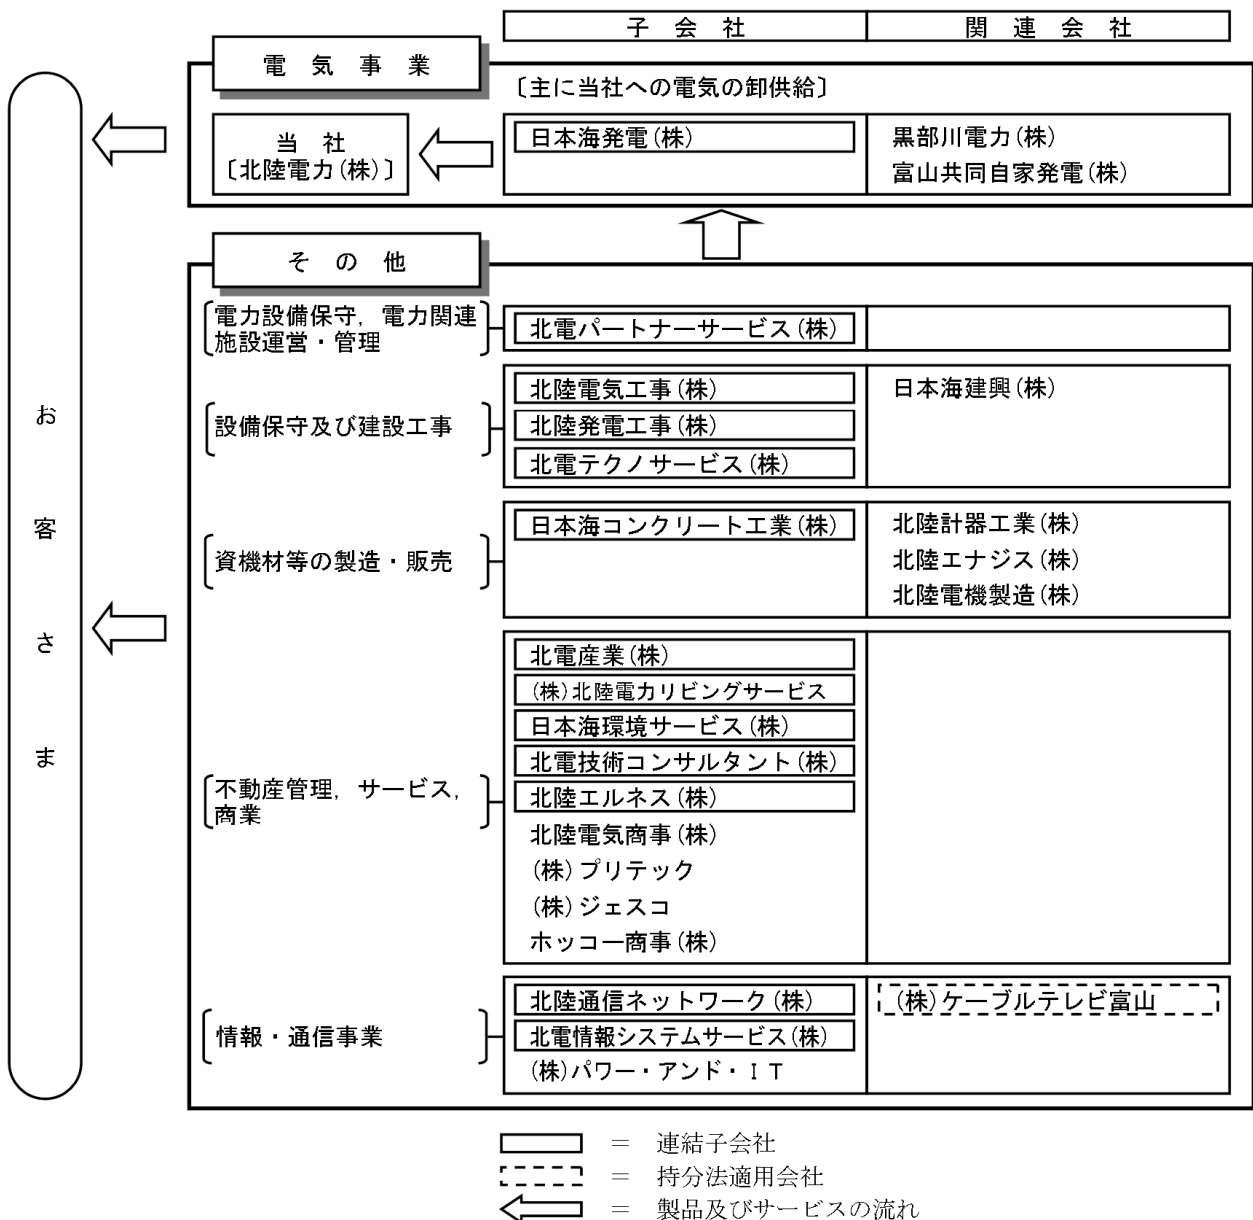 子会社
関連会社
電気事業
〔主に当社への電気の卸供給〕
当社
〔北陸電力(株)〕
日本海発電(株)
黒部川電力(株)
富山共同自家発電(株)
その他
電力設備保守，電力関連
施設運営・管理
北電パートナーサービス(株)
設備保守及び建設工事
北陸電気工事(株)
北陸発電工事(株)
北電テクノサービス(株)
日本海建興(株)
資機材等の製造・販売
日本海コンクリート工業(株)
北陸計器工業(株)
北陸エナジス(株)
北陸電機製造(株)
不動産管理，サービス，
商業
北電産業(株)
(株)北陸電力リビングサービス
日本海環境サービス(株)
北電技術コンサルタント(株)
北陸エルネス(株)
北陸電気商事(株)
(株)プリテック
(株)ジェスコ
ホッコー商事(株)
情報・通信事業
北陸通信ネットワーク(株)
北電情報システムサービス(株)
(株)パワー・アンド・ＩＴ
(株)ケーブルテレビ富山
お客さま
＝ 連結子会社
＝ 持分法適用会社
＝ 製品及びサービスの流れ